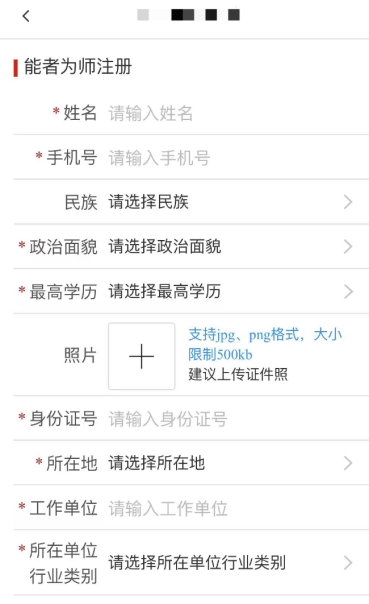 能者为师注册
*姓名 请输入姓名
*手机号 请输入手机号
民族 请选择民族
*政治面貌 请选择政治面貌
*最高学历 请选择最高学历
照片 支持jpg、png格式，大小
限制500kb
建议上传证件照
*身份证号 请输入身份证号
*所在地 请选择所在地
*工作单位 请输入工作单位
*所在单位
行业类别 请选择所在单位行业类别